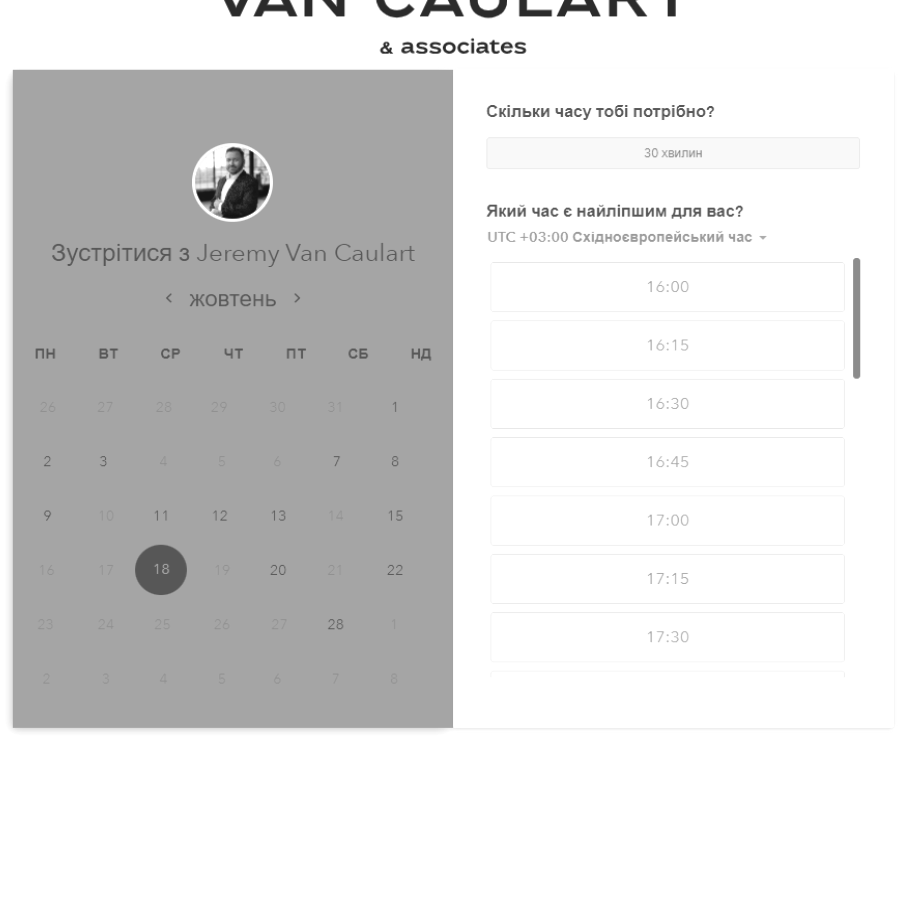 VAN CAULART
& associates
Зустрітися з Jeremy Van Caulart
< жовтень >
ПН ВТ СР ЧТ ПТ СБ НД
26 27 28 29 30 31 1
2 3 4 5 6 7 8
9 10 11 12 13 14 15
16 17 18 19 20 21 22
23 24 25 26 27 28 1
2 3 4 5 6 7 8
Скільки часу тобі потрібно?
30 хвилин
Який час є найліпшим для вас?
UTC +03:00 Східноєвропейський час
16:00
16:15
16:30
16:45
17:00
17:15
17:30